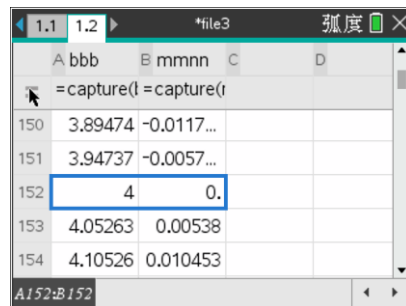 1.1 1.2 *file3 弧度
A bbb B mmnn C D
=capture( =capture(
150 3.89474 -0.0117...
151 3.94737 -0.0057...
152 4 0.
153 4.05263 0.00538
154 4.10526 0.010453
A152:B152